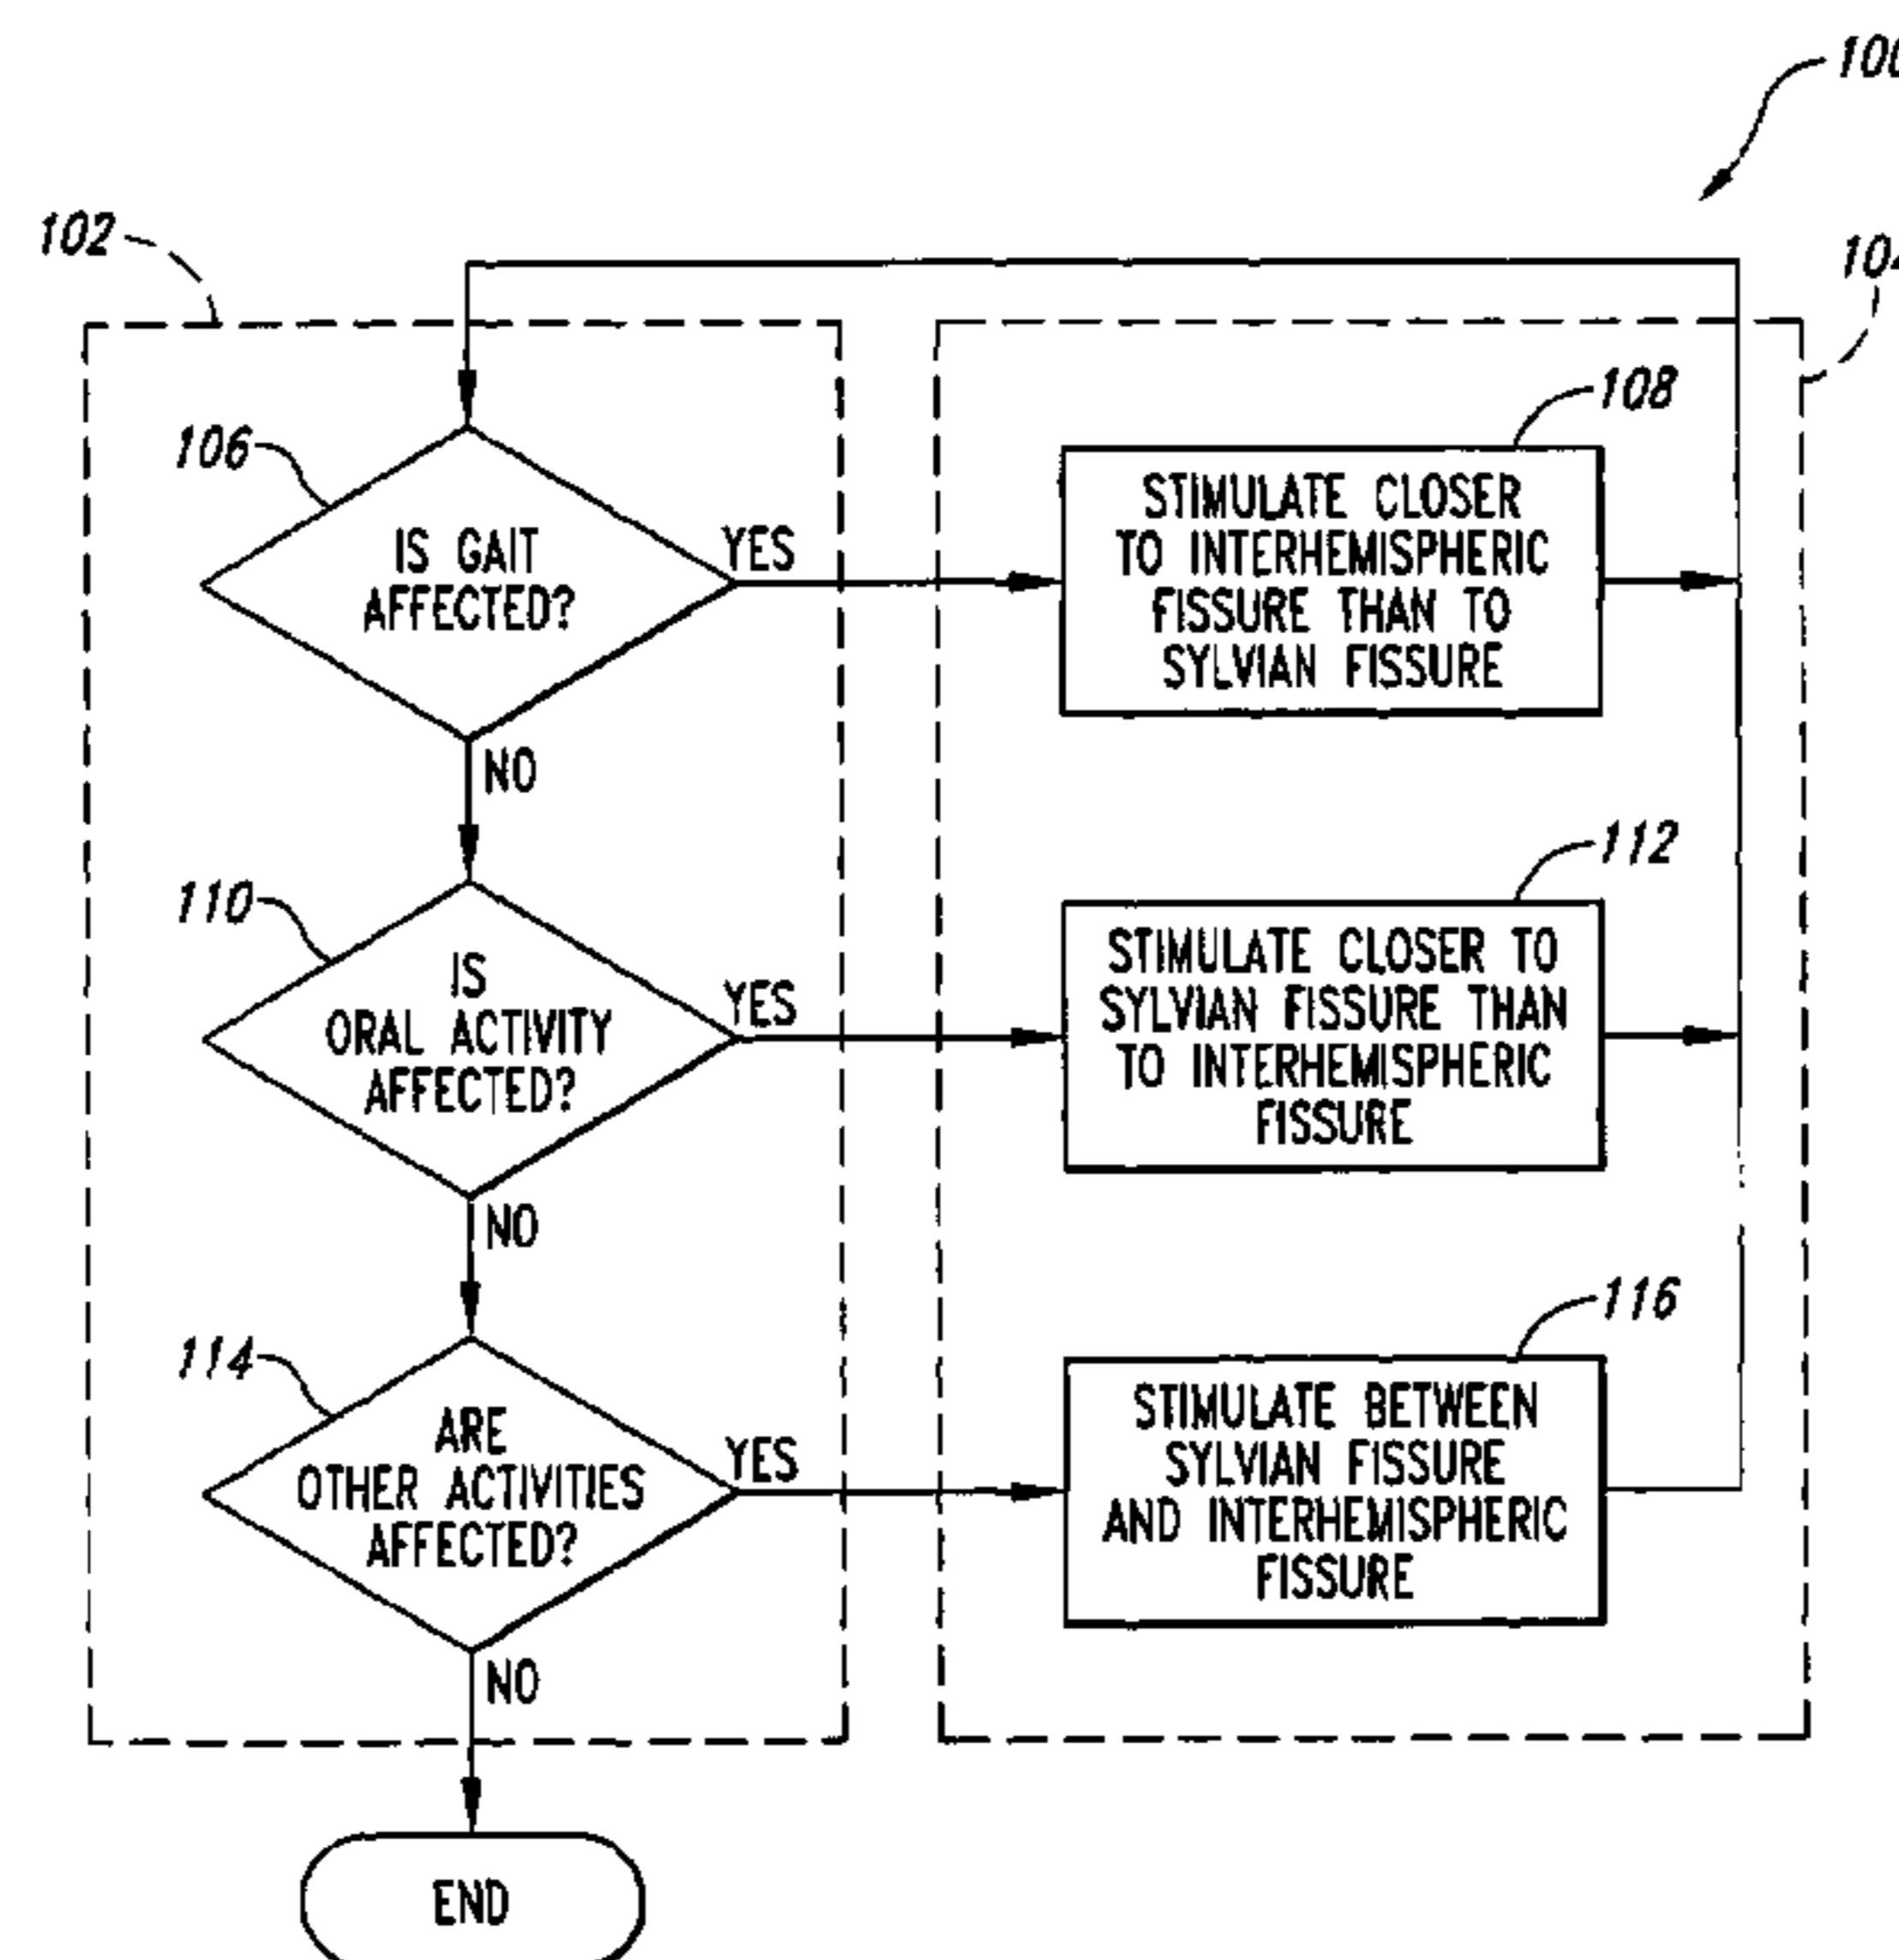 100
102
104
106
IS GAIT
AFFECTED?
YES
NO
108
STIMULATE CLOSER
TO INTERHEMISPHERIC
FISSURE THAN TO
SYLVIAN FISSURE
110
IS
ORAL ACTIVITY
AFFECTED?
YES
NO
112
STIMULATE CLOSER TO
SYLVIAN FISSURE THAN
TO INTERHEMISPHERIC
FISSURE
114
ARE
OTHER ACTIVITIES
AFFECTED?
YES
NO
116
STIMULATE BETWEEN
SYLVIAN FISSURE
AND INTERHEMISPHERIC
FISSURE
END